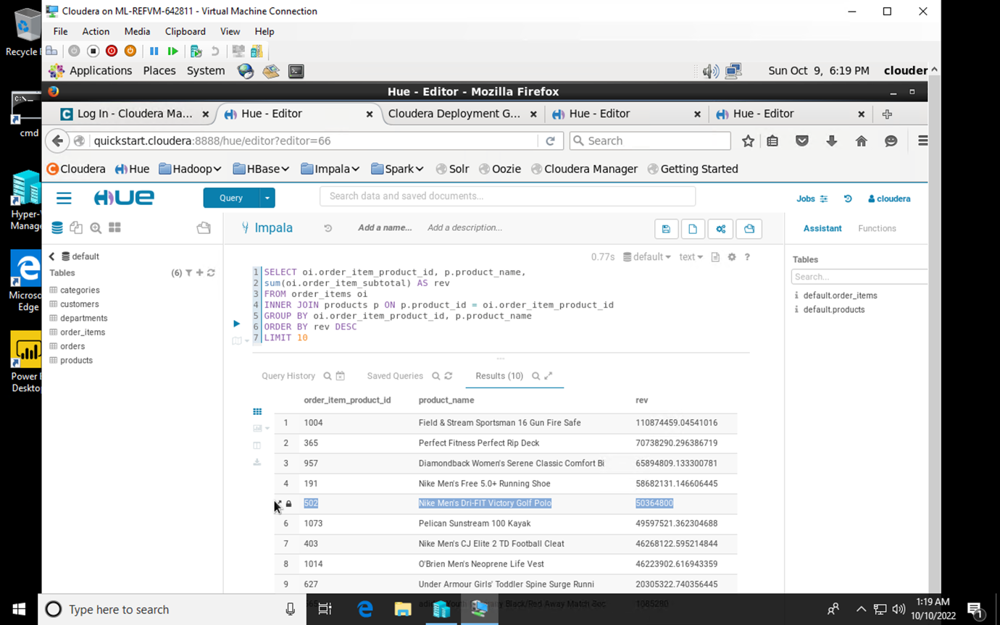 Recycle
cmd
Hyper-
Manage
Micros
Edge
Power
Deskto
Cloudera on ML-REFVM-642811 - Virtual Machine Connection
File Action Media Clipboard View Help
Applications Places System Sun Oct 9, 6:19 PM clouder
Hue - Editor - Mozilla Firefox
Log In - Cloudera Ma... Hue - Editor Cloudera Deployment G... Hue - Editor Hue - Editor
quickstart.cloudera:8888/hue/editor?editor=66 Search
Cloudera Hue Hadoop HBase Impala Spark Solr Oozie Cloudera Manager Getting Started
HUE Query Search data and saved documents... Jobs cloudera
Impala Add a name... Add a description... Assistant Functions
default
Tables (6)
categories
customers
departments
order_items
orders
products
0.77s default text ?
1 SELECT oi.order_item_product_id, p.product_name,
2 sum(oi.order_item_subtotal) AS rev
3 FROM order_items oi
4 INNER JOIN products p ON p.product_id = oi.order_item_product_id
5 GROUP BY oi.order_item_product_id, p.product_name
6 ORDER BY rev DESC
7 LIMIT 10
Tables
Search...
default.order_items
default.products
Query History Saved Queries Results (10)
order_item_product_id product_name rev
1 1004 Field & Stream Sportsman 16 Gun Fire Safe 110874459.04541016
2 365 Perfect Fitness Perfect Rip Deck 70738290.296386719
3 957 Diamondback Women's Serene Classic Comfort Bi 65894809.133300781
4 191 Nike Men's Free 5.0+ Running Shoe 58682131.146606445
502 Nike Men's Dri-FIT Victory Golf Polo 50364800
6 1073 Pelican Sunstream 100 Kayak 49597521.362304688
7 403 Nike Men's CJ Elite 2 TD Football Cleat 46268122.595214844
8 1014 O'Brien Men's Neoprene Life Vest 46223902.616943359
9 627 Under Armour Girls' Toddler Spine Surge Runni 20305322.740356445
Black/Red Away Match Soc 1085280
Type here to search
1:19 AM
10/10/2022
1